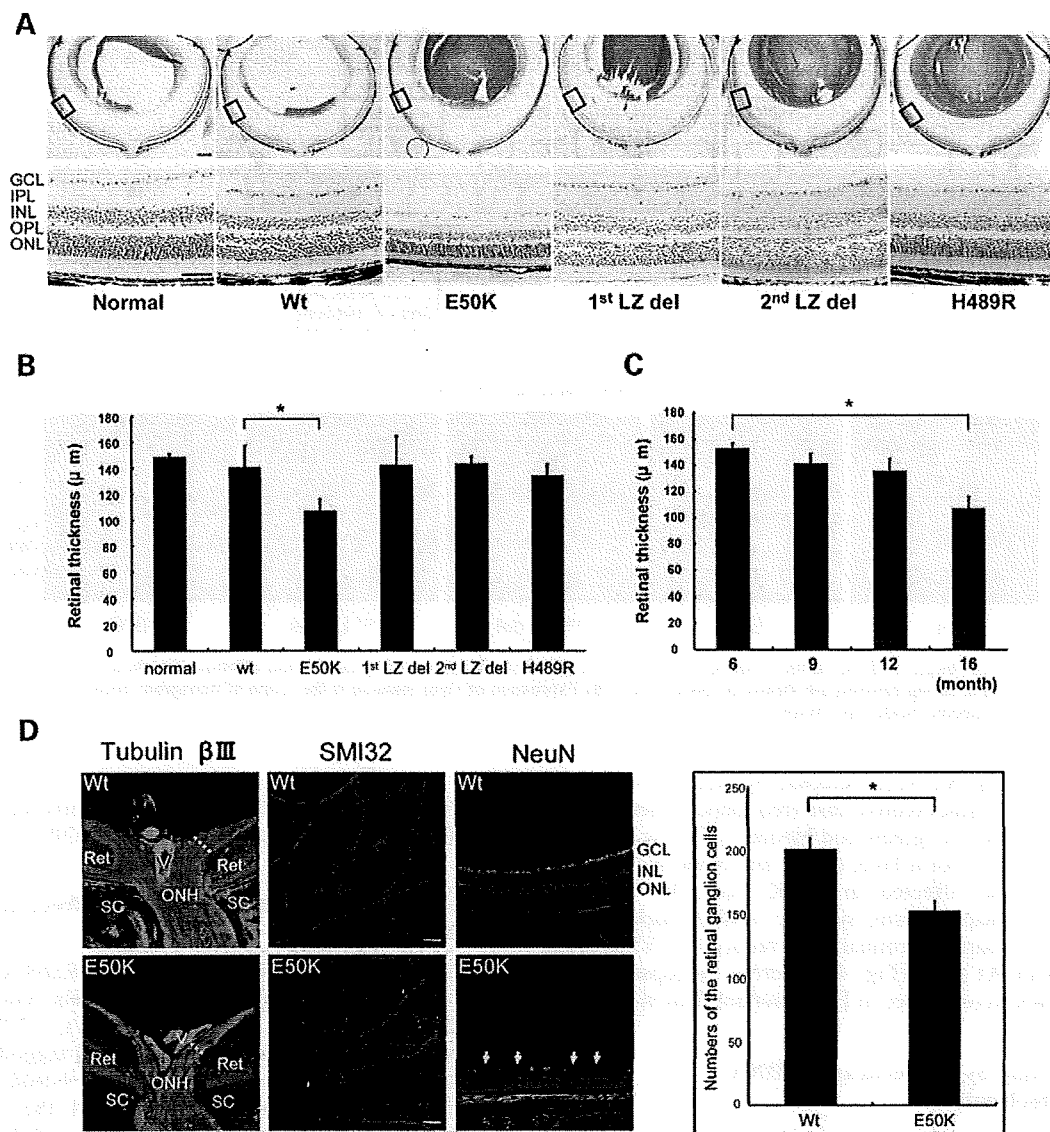 A
GCL
IPL
INL
OPL
ONL
Normal
Wt
E50K
1st LZ del
2nd LZ del
H489R
B
*
Retinal thickness (μ m)
180
160
140
120
100
80
60
40
20
0
normal
wt
E50K
1st LZ del
2nd LZ del
H489R
C
*
Retinal thickness (μ m)
180
160
140
120
100
80
60
40
20
0
6
9
12
16
(month)
D
Tubulin βIII
SMI32
NeuN
Wt
Ret
V
Ret
ONH
SC
SC
Wt
Wt
GCL
INL
ONL
E50K
V
Ret
Ret
ONH
SC
SC
E50K
E50K
*
Numbers of the retinal ganglion cells
250
200
150
100
50
0
Wt
E50K